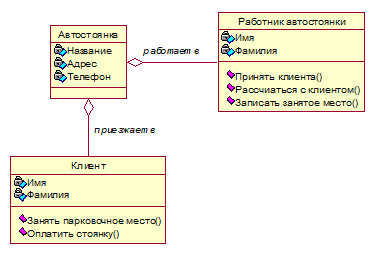 Автостоянка
Название
Адрес
Телефон
работает в
Работник автостоянки
Имя
Фамилия
Принять клиента()
Рассчиаться с клиентом()
Записать занятое место()
приезжает в
Клиент
Имя
Фамилия
Занять парковочное место()
Оплатить стоянку()